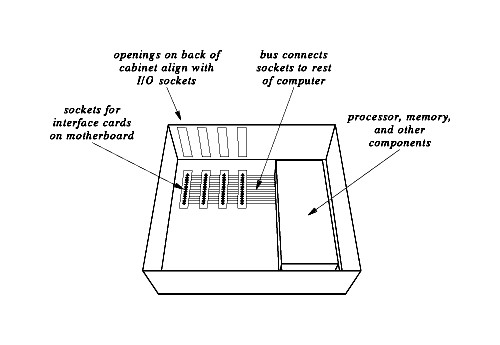 openings on back of
cabinet align with
I/O sockets
bus connects
sockets to rest
of computer
sockets for
interface cards
on motherboard
processor, memory,
and other
components